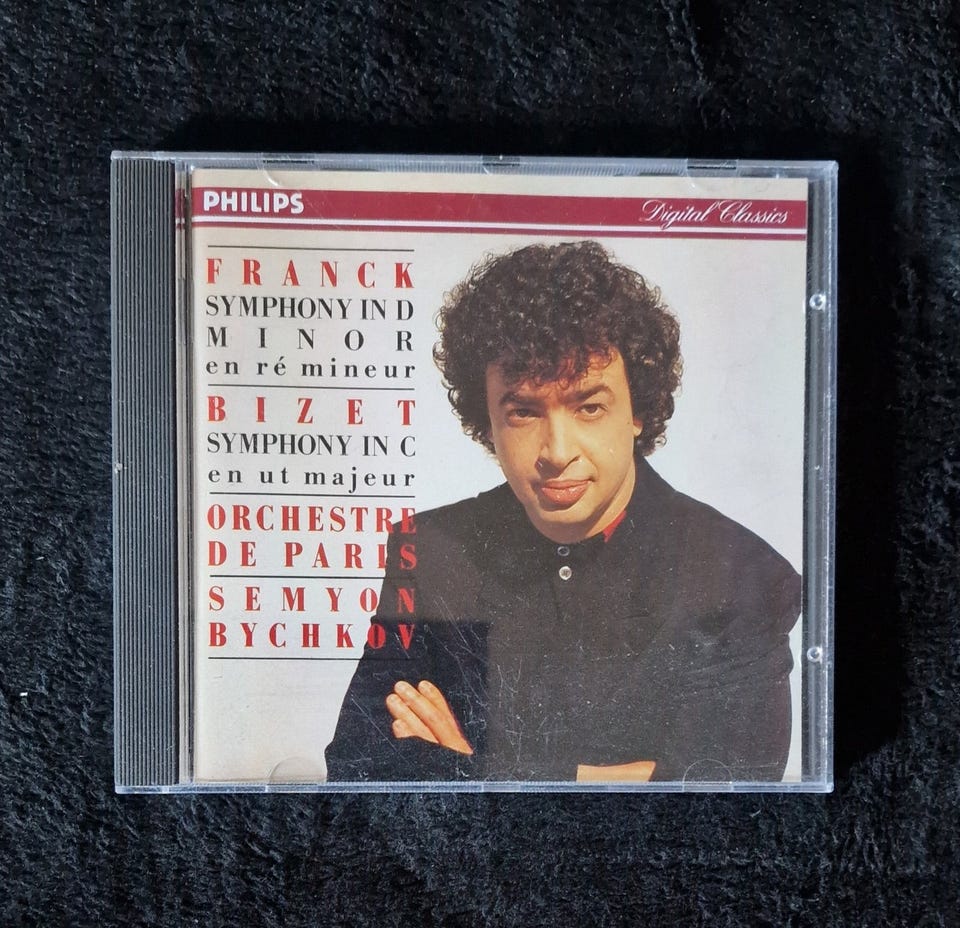 PHILIPS
Digital Classics
FRANCK
SYMPHONY IN D
MINOR
en ré mineur
BIZET
SYMPHONY IN C
en ut majeur
ORCHESTRE
DE PARIS
SEMYON
BYCHKOV